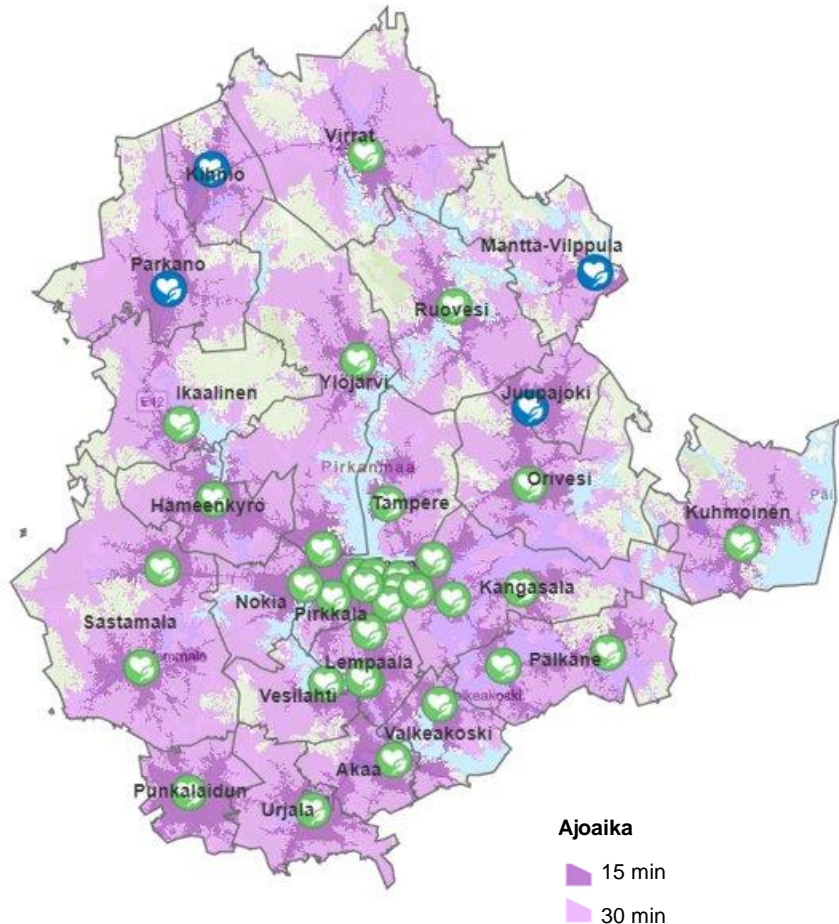 Virrat
Kihniö
Mänttä-Vilppula
Parkano
Ruovesi
Ylöjärvi
Ikaalinen
Juupajoki
E12
Pirkanmaa
Orivesi
Hämeenkyrö
Tampere
Kuhmoinen
Nokia
Pirkkala
Kangasala
Sastamala
Lempäälä
Pälkäne
Vesilahti
Valkeakoski
Akaa
Punkalaidun
Urjala
Ajoaika
15 min
30 min